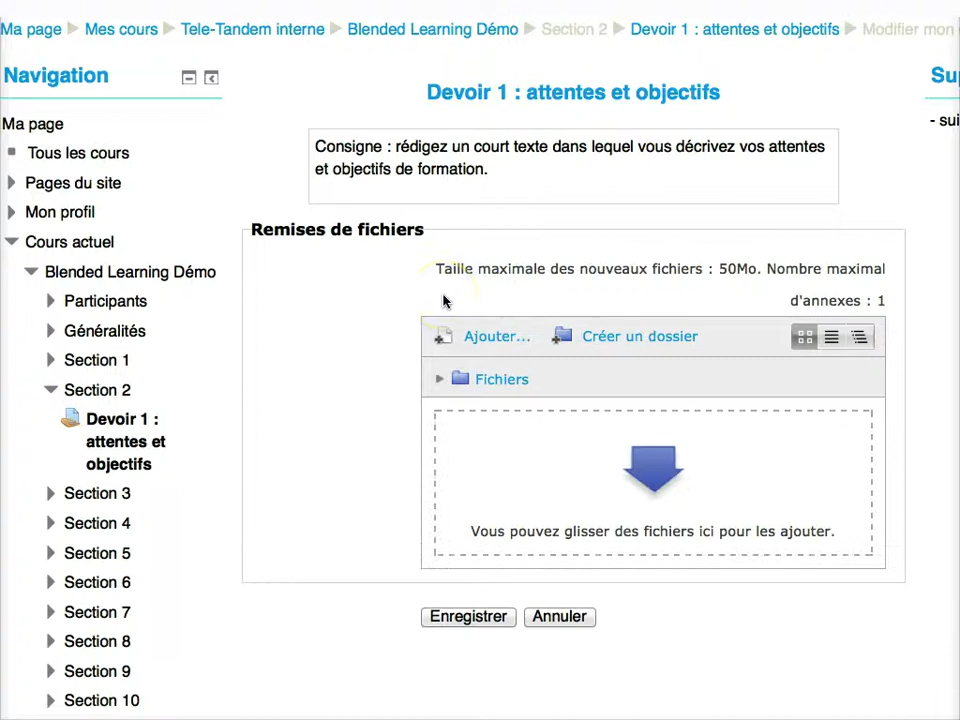 Ma page Mes cours Tele-Tandem interne Blended Learning Démo Section 2 Devoir 1 : attentes et objectifs Modifier mon
Navigation
Ma page
Tous les cours
Pages du site
Mon profil
Cours actuel
Blended Learning Démo
Participants
Généralités
Section 1
Section 2
Devoir 1 :
attentes et
objectifs
Section 3
Section 4
Section 5
Section 6
Section 7
Section 8
Section 9
Section 10
Devoir 1 : attentes et objectifs
Consigne : rédigez un court texte dans lequel vous décrivez vos attentes
et objectifs de formation.
Remises de fichiers
Taille maximale des nouveaux fichiers : 50Mo. Nombre maximal
d'annexes : 1
Ajouter... Créer un dossier
Fichiers
Vous pouvez glisser des fichiers ici pour les ajouter.
Enregistrer Annuler
Sup
- sui